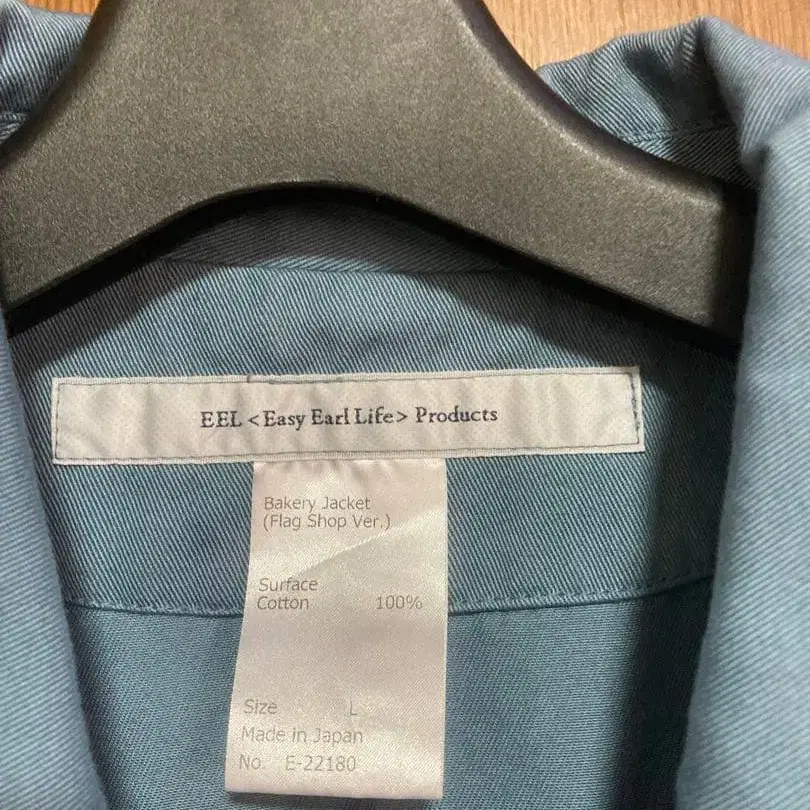 EEL <Easy Earl Life> Products
Bakery Jacket
(Flag Shop Ver.)
Surface
Cotton 100%
Size L
Made in Japan
No. E-22180